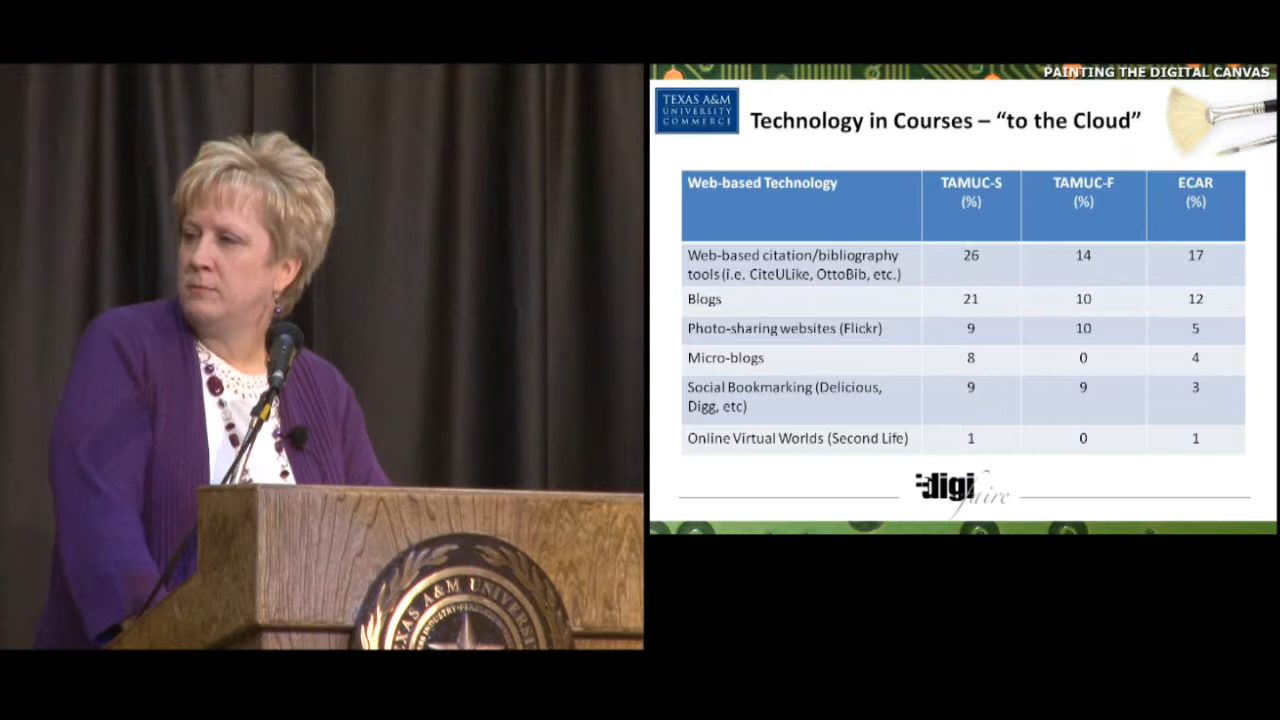 PAINTING THE DIGITAL CANVAS
TEXAS A&M
UNIVERSITY
COMMERCE
Technology in Courses – “to the Cloud”
Web-based Technology TAMUC-S (%) TAMUC-F (%) ECAR (%)
Web-based citation/bibliography
tools (i.e. CiteULike, OttoBib, etc.) 26 14 17
Blogs 21 10 12
Photo-sharing websites (Flickr) 9 10 5
Micro-blogs 8 0 4
Social Bookmarking (Delicious,
Digg, etc) 9 9 3
Online Virtual Worlds (Second Life) 1 0 1
digi
faire
TEXAS A&M